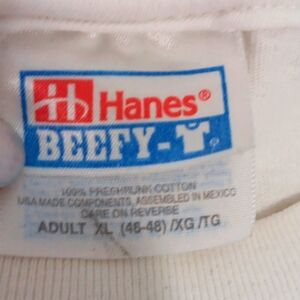 Hanes®
BEEFY-T
100% PRESHRUNK COTTON
USA MADE COMPONENTS, ASSEMBLED IN MEXICO
CARE ON REVERSE
ADULT XL (46-48) /XG /TG